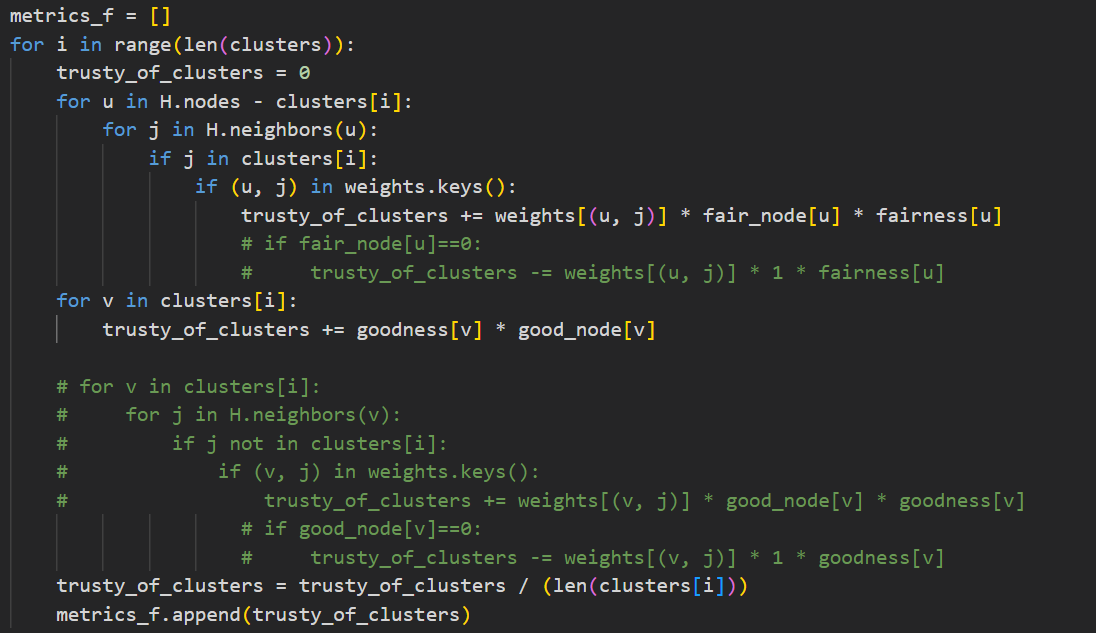 metrics_f = []
for i in range(len(clusters)):
    trusty_of_clusters = 0
    for u in H.nodes - clusters[i]:
        for j in H.neighbors(u):
            if j in clusters[i]:
                if (u, j) in weights.keys():
                    trusty_of_clusters += weights[(u, j)] * fair_node[u] * fairness[u]
                    # if fair_node[u]==0:
                    #     trusty_of_clusters -= weights[(u, j)] * 1 * fairness[u]
    for v in clusters[i]:
        trusty_of_clusters += goodness[v] * good_node[v]

    # for v in clusters[i]:
    #     for j in H.neighbors(v):
    #         if j not in clusters[i]:
    #             if (v, j) in weights.keys():
    #                 trusty_of_clusters += weights[(v, j)] * good_node[v] * goodness[v]
                    # if good_node[v]==0:
                    #     trusty_of_clusters -= weights[(v, j)] * 1 * goodness[v]
    trusty_of_clusters = trusty_of_clusters / (len(clusters[i]))
    metrics_f.append(trusty_of_clusters)